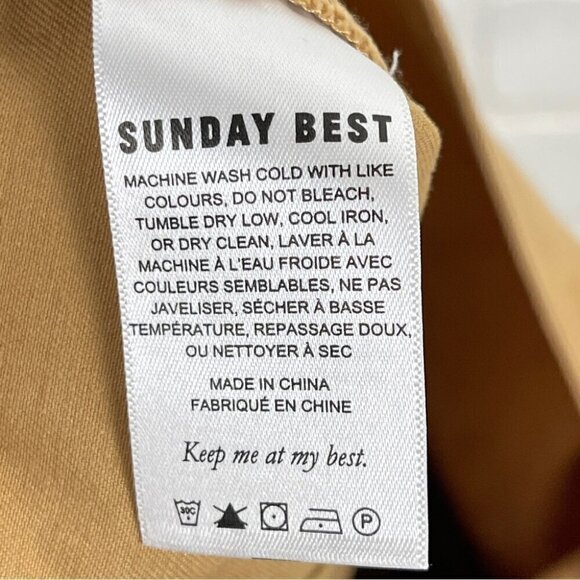 SUNDAY BEST
MACHINE WASH COLD WITH LIKE
COLOURS, DO NOT BLEACH,
TUMBLE DRY LOW, COOL IRON,
OR DRY CLEAN, LAVER À LA
MACHINE À L'EAU FROIDE AVEC
COULEURS SEMBLABLES, NE PAS
JAVELISER, SÉCHER À BASSE
TEMPÉRATURE, REPASSAGE DOUX,
OU NETTOYER À SEC
MADE IN CHINA
FABRIQUÉ EN CHINE
Keep me at my best.
30C P